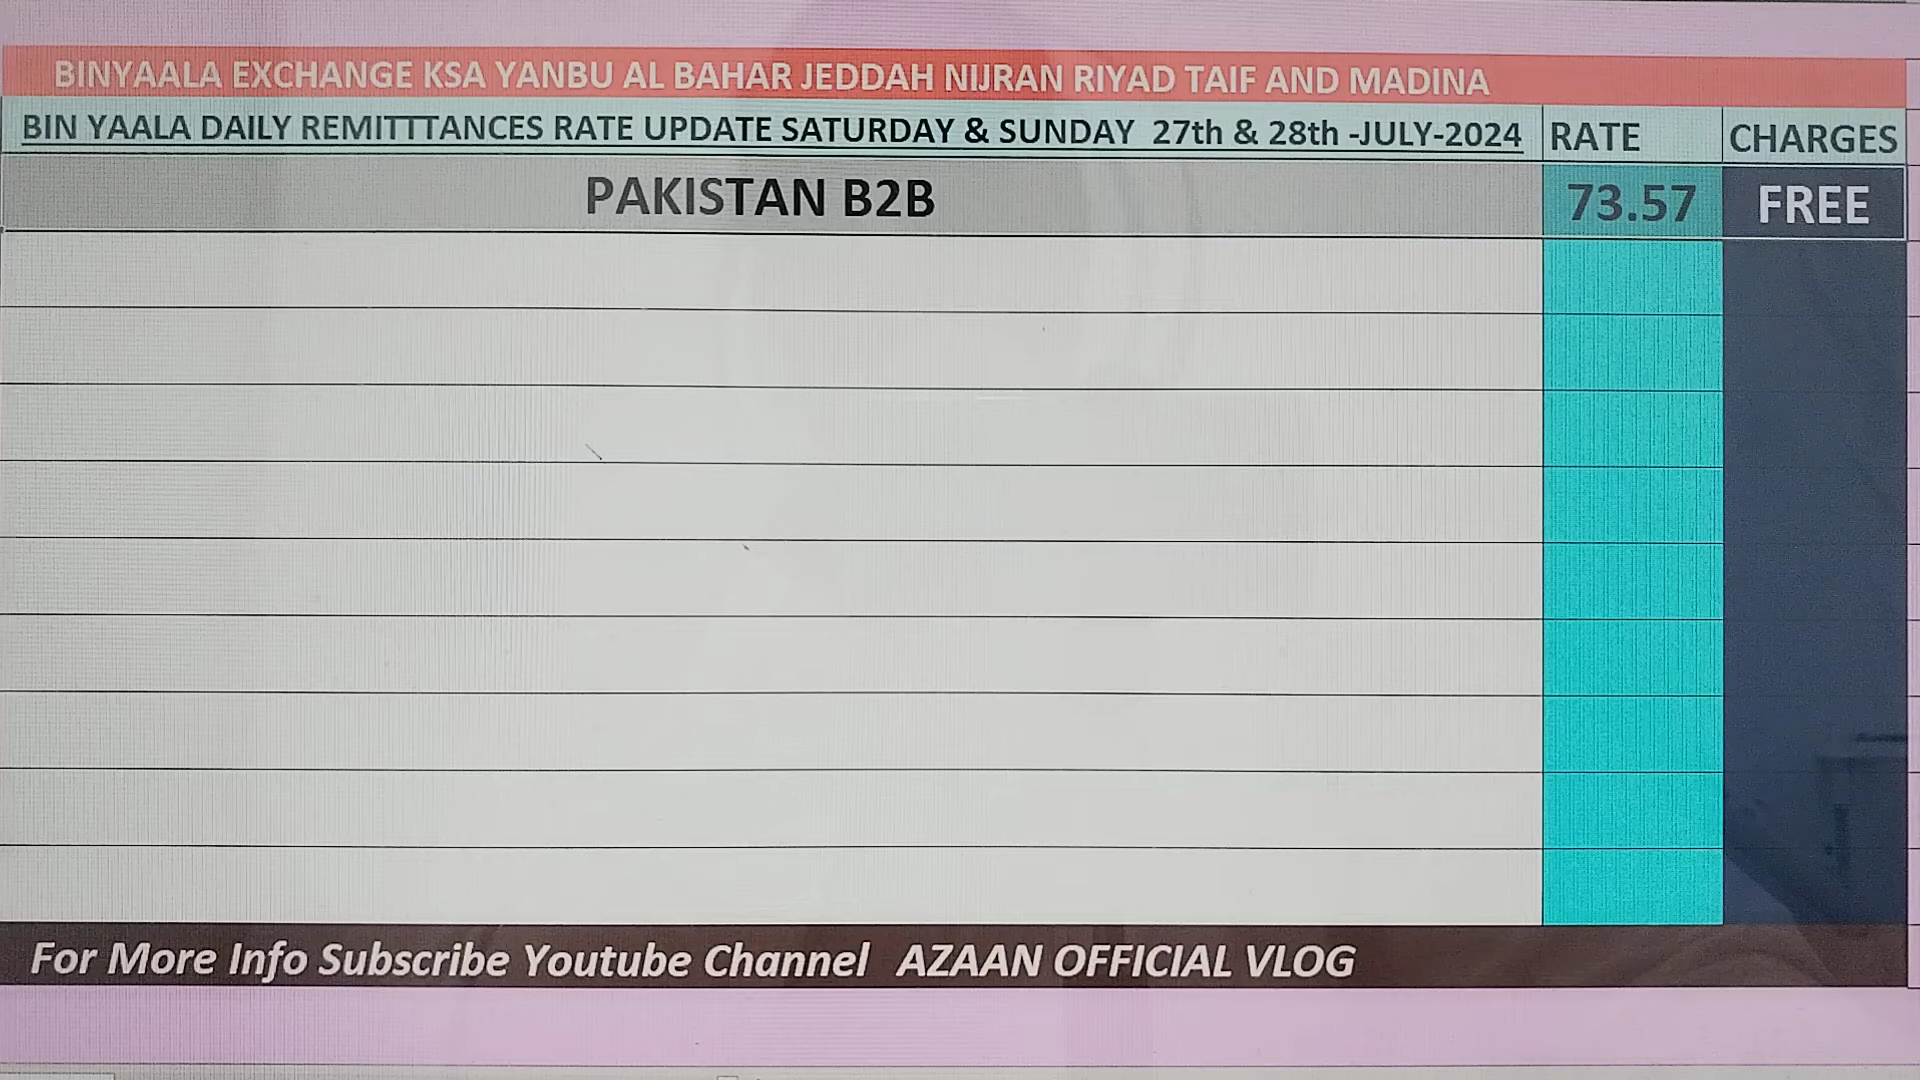 BINYAALA EXCHANGE KSA YANBU AL BAHAR JEDDAH NIJRAN RIYAD TAIF AND MADINA
BIN YAALA DAILY REMITTTANCES RATE UPDATE SATURDAY & SUNDAY 27th & 28th -JULY-2024 RATE CHARGES
PAKISTAN B2B 73.57 FREE
For More Info Subscribe Youtube Channel AZAAN OFFICIAL VLOG